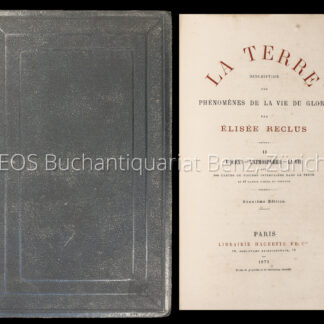 LA TERRE
DESCRIPTION
DES
PHÉNOMÈNES DE LA VIE DU GLOBE
PAR
ÉLISÉE RECLUS
II
L'OCÉAN — L'ATMOSPHÈRE — LA VIE
Deuxième Édition
PARIS
LIBRAIRIE HACHETTE ET Cie
EOS Buchantiquariat Benz, Zürich